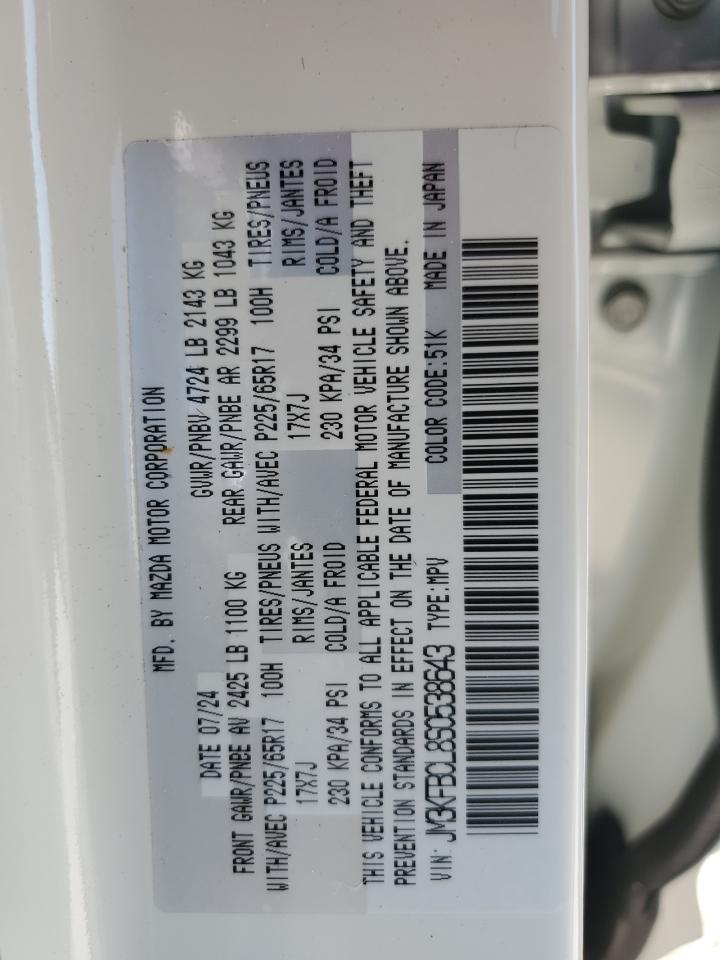 MFD. BY MAZDA MOTOR CORPORATION
DATE 07/24 GVWR/PNBV 4724 LB 2143 KG
FRONT GAWR/PNBE AV 2425 LB 1100 KG REAR GAWR/PNBE AR 2299 LB 1043 KG
WITH/AVEC P225/65R17 100H TIRES/PNEUS WITH/AVEC P225/65R17 100H TIRES/PNEUS
17X7J RIMS/JANTES 17X7J RIMS/JANTES
230 KPA/34 PSI COLD/A FROID 230 KPA/34 PSI COLD/A FROID
THIS VEHICLE CONFORMS TO ALL APPLICABLE FEDERAL MOTOR VEHICLE SAFETY AND THEFT
PREVENTION STANDARDS IN EFFECT ON THE DATE OF MANUFACTURE SHOWN ABOVE.
VIN: JM3KFBCL8S0538643 TYPE:MPV COLOR CODE:51K MADE IN JAPAN